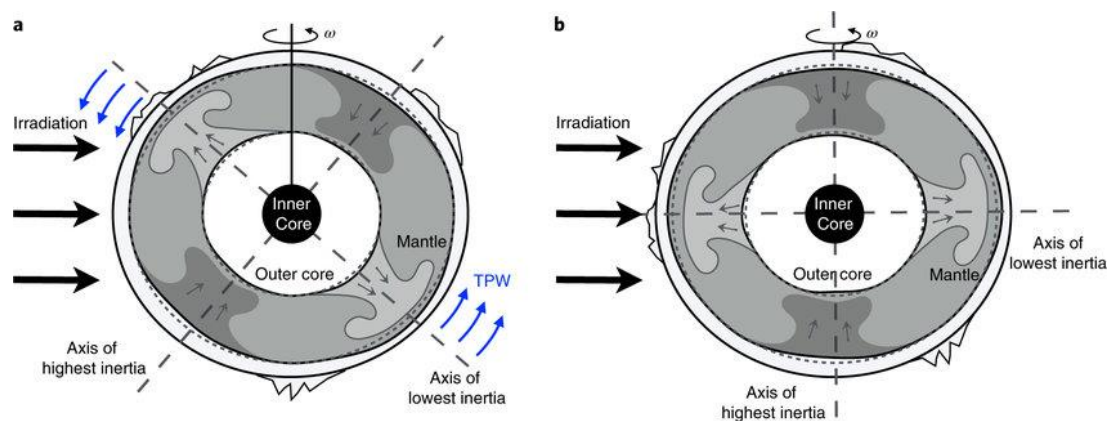 a
ω
Irradiation
Inner
Core
Mantle
Outer core
TPW
Axis of
highest inertia
Axis of
lowest inertia
b
ω
Irradiation
Inner
Core
Outer core
Mantle
Axis of
lowest inertia
Axis of
highest inertia